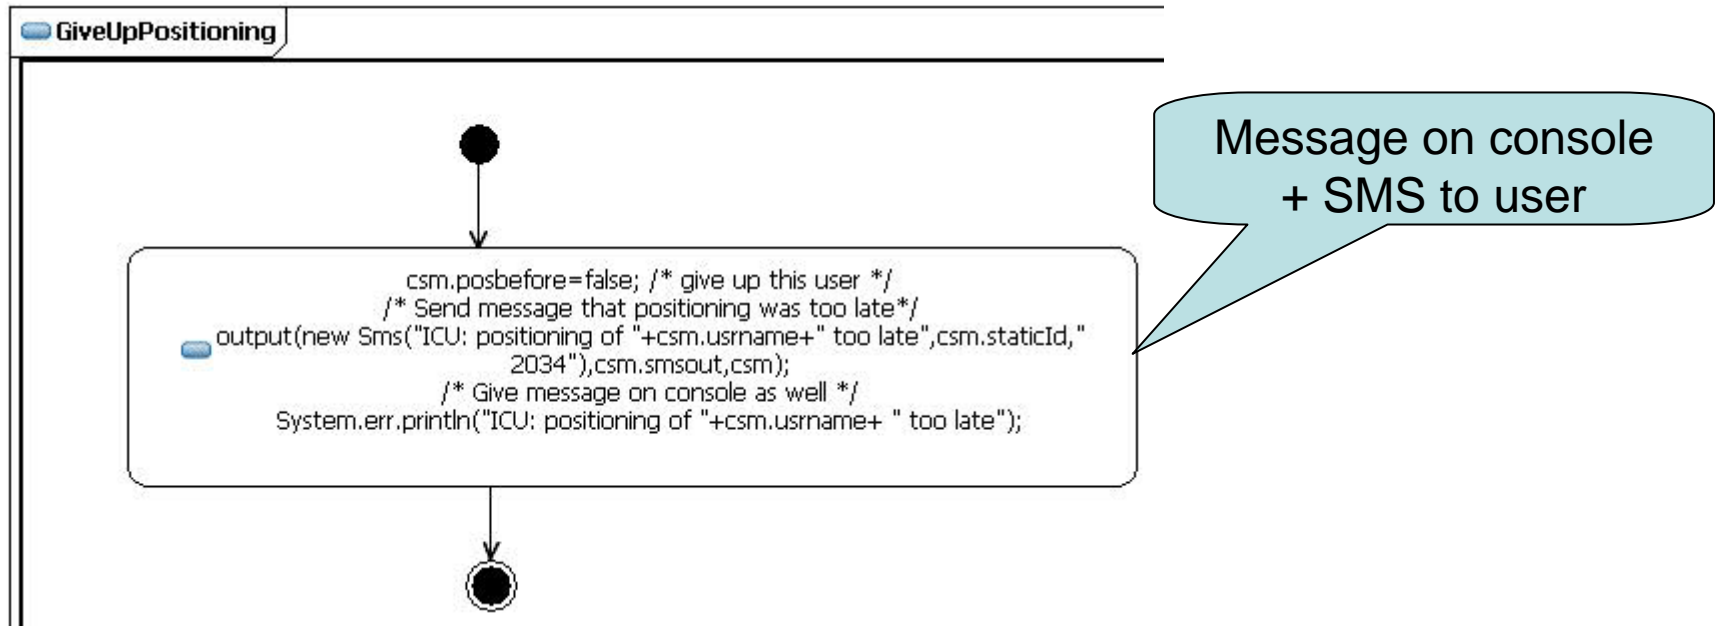 GiveUpPositioning
Message on console
+ SMS to user
csm.posbefore=false; /* give up this user */
/* Send message that positioning was too late*/
output(new Sms("ICU: positioning of "+csm.usrname+" too late",csm.staticId,"
2034"),csm.smsout,csm);
/* Give message on console as well */
System.err.println("ICU: positioning of "+csm.usrname+ " too late");